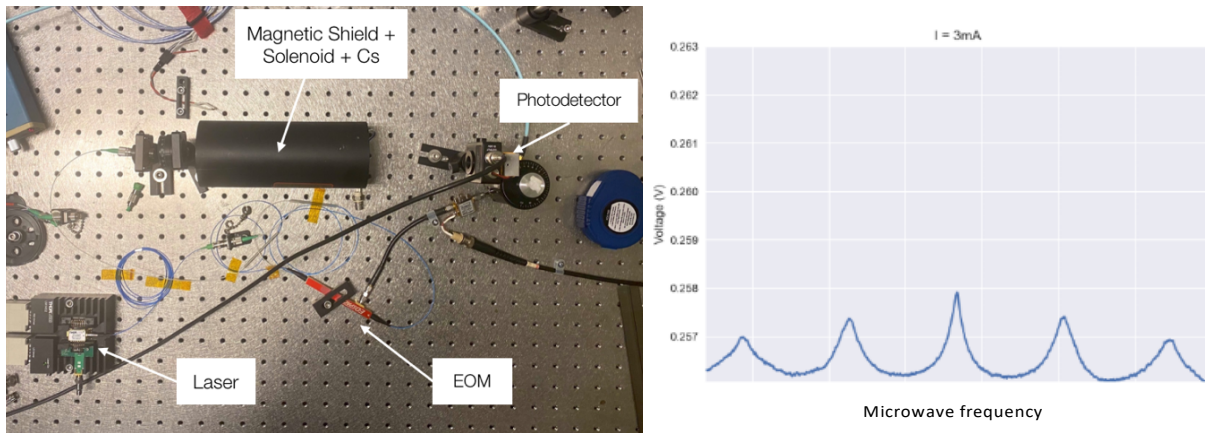 Magnetic Shield +
Solenoid + Cs
Photodetector
Laser
EOM
I = 3mA
0.263
0.262
0.261
0.260
0.259
0.258
0.257
Voltage (V)
Microwave frequency